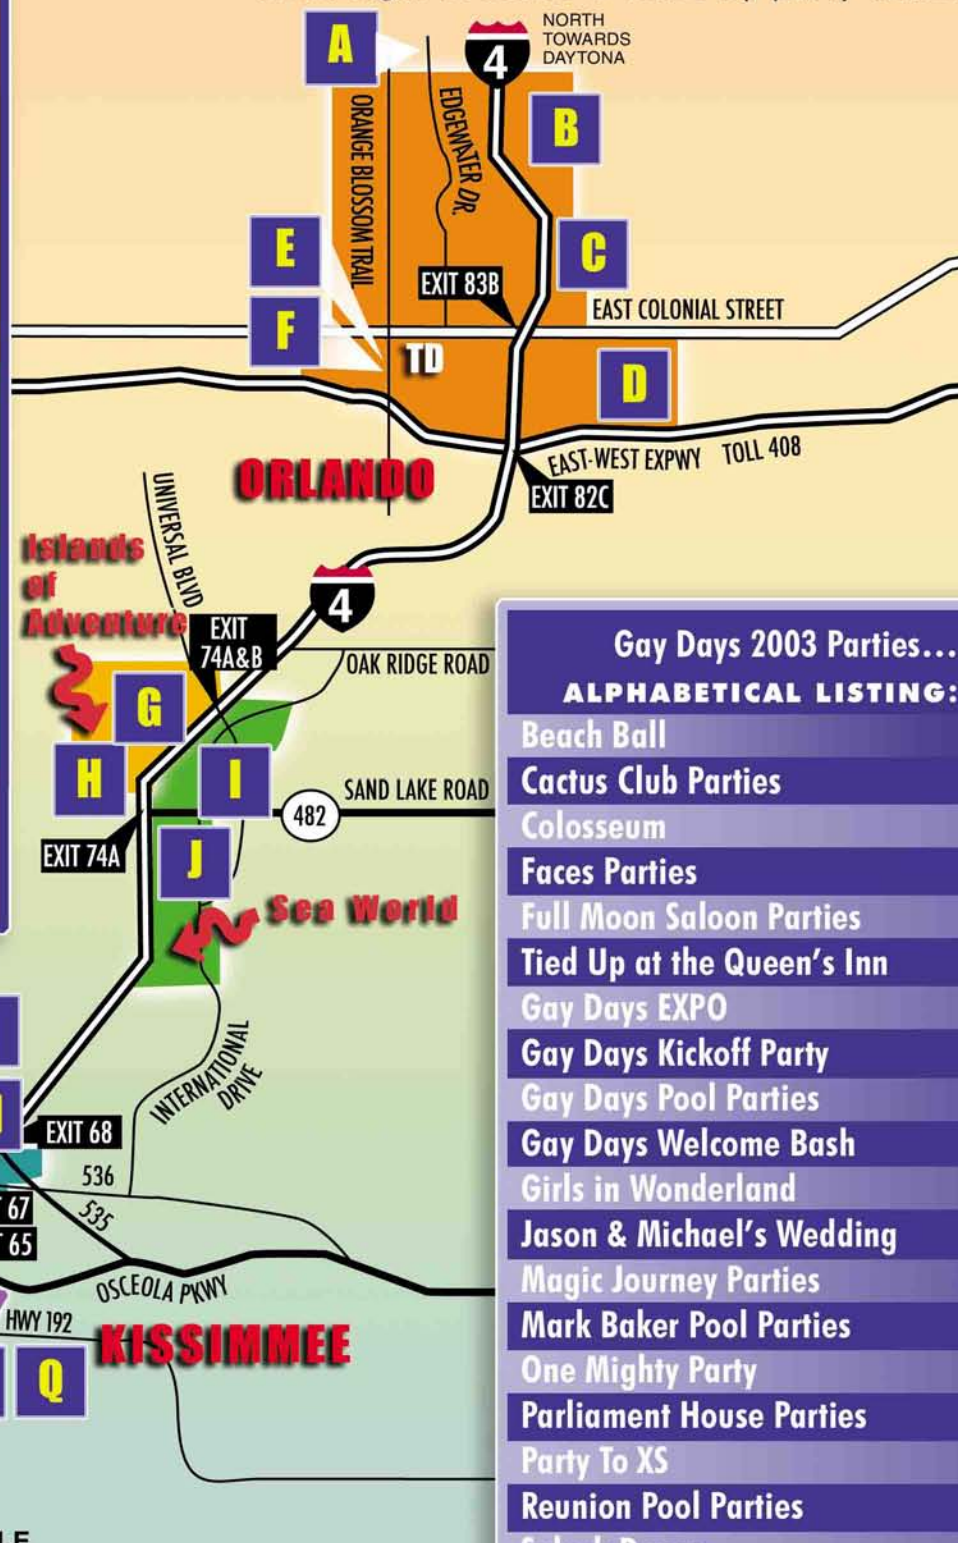 A
4
NORTH
TOWARDS
DAYTONA
B
ORANGE BLOSSOM TRAIL
EDGEWATER DR.
E
C
EXIT 83B
EAST COLONIAL STREET
F
TD
D
ORLANDO
EAST-WEST EXPWY TOLL 408
EXIT 82C
UNIVERSAL BLVD
Islands
of
Adventure
4
EXIT
74A&B
OAK RIDGE ROAD
G
H
I
SAND LAKE ROAD
482
EXIT 74A
J
Sea World
INTERNATIONAL
DRIVE
EXIT 68
536
535
67
65
OSCEOLA PKWY
HWY 192
KISSIMMEE
Q
Gay Days 2003 Parties...
ALPHABETICAL LISTING:
Beach Ball
Cactus Club Parties
Colosseum
Faces Parties
Full Moon Saloon Parties
Tied Up at the Queen's Inn
Gay Days EXPO
Gay Days Kickoff Party
Gay Days Pool Parties
Gay Days Welcome Bash
Girls in Wonderland
Jason & Michael's Wedding
Magic Journey Parties
Mark Baker Pool Parties
One Mighty Party
Parliament House Parties
Party To XS
Reunion Pool Parties